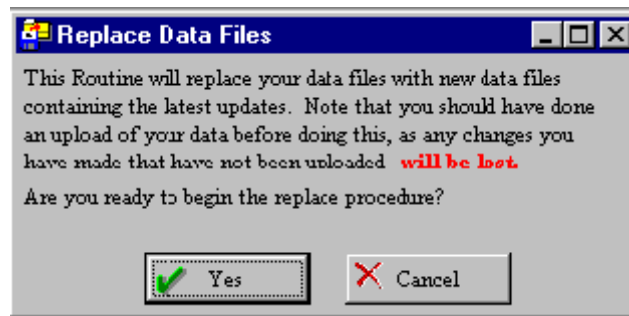 Replace Data Files
This Routine will replace your data files with new data files
containing the latest updates. Note that you should have done
an upload of your data before doing this, as any changes you
have made that have not been uploaded will be lost.
Are you ready to begin the replace procedure?
Yes Cancel